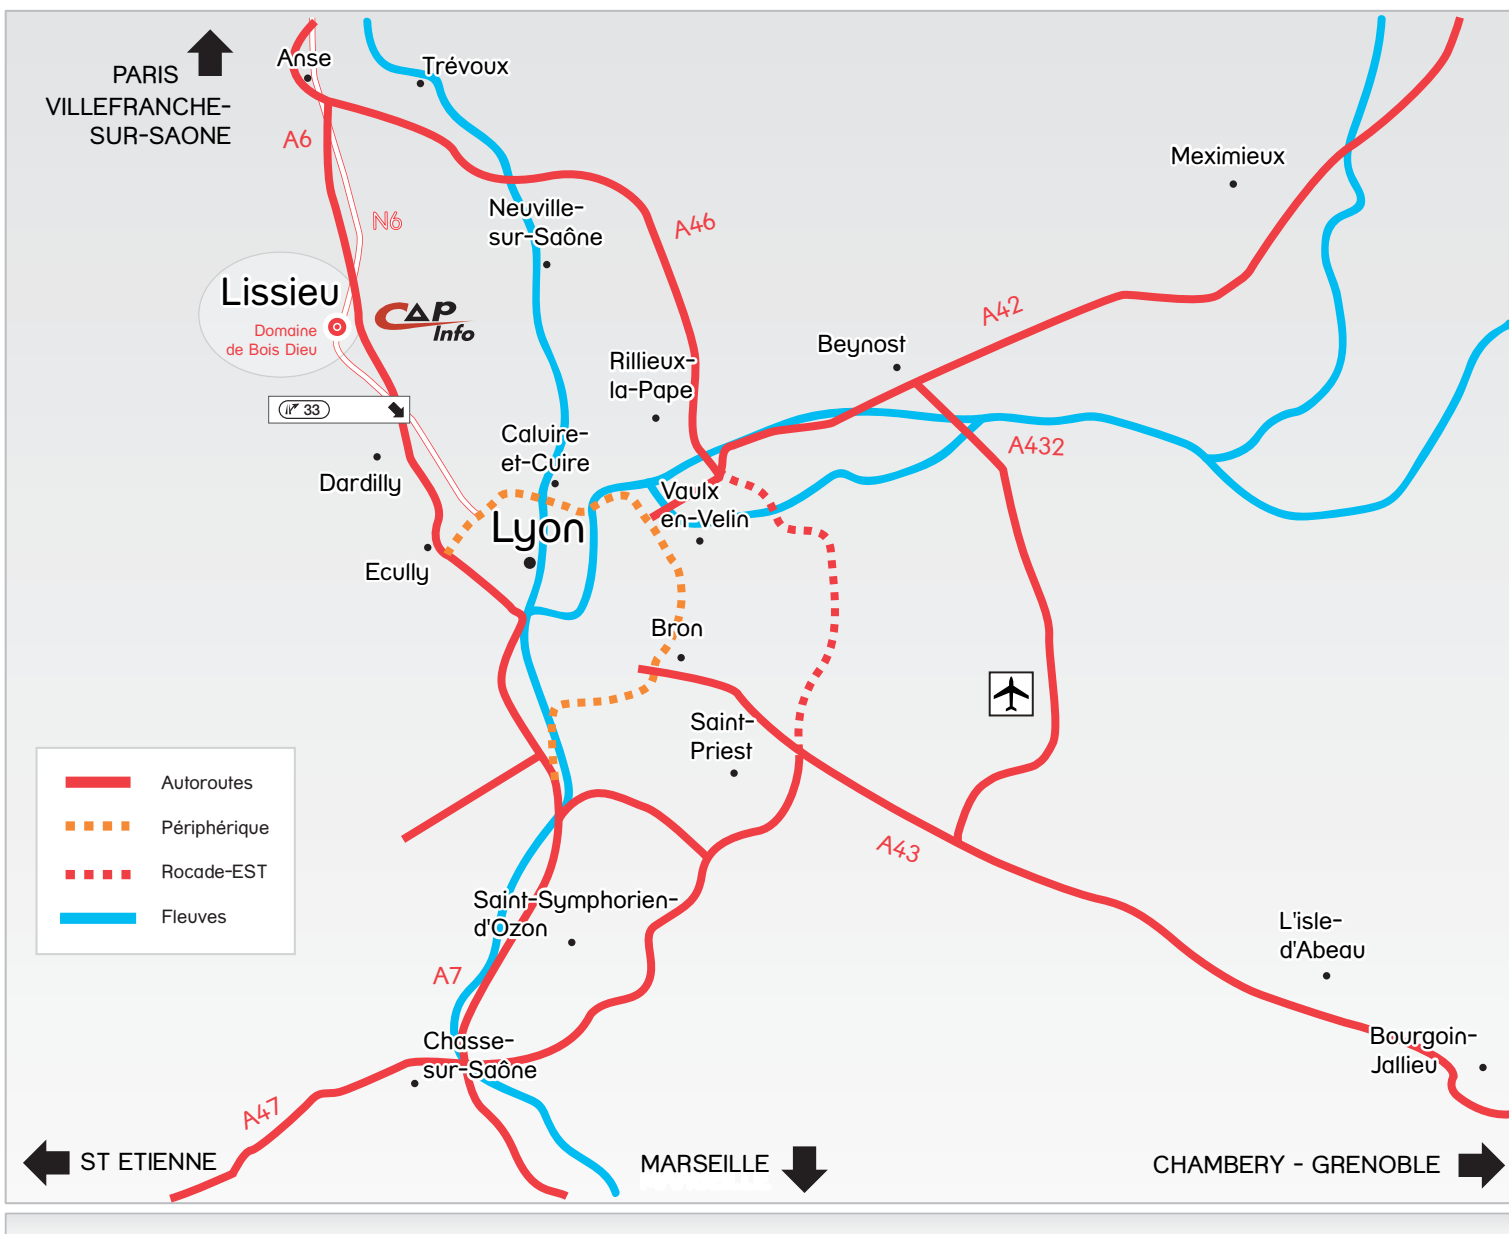 Anse
Trévoux
PARIS
VILLEFRANCHE-
SUR-SAONE
A6
Meximieux
N6
Neuville-
sur-Saône
A46
Lissieu
Domaine
de Bois Dieu
CAP
Info
A42
Beynost
Rillieux-
la-Pape
33
Caluire-
et-Cuire
A432
Dardilly
Vaulx
en-Velin
Lyon
Ecully
Bron
Saint-
Priest
Autoroutes
Périphérique
Rocade-EST
Fleuves
A43
Saint-Symphorien-
d'Ozon
L'isle-
d'Abeau
A7
Chasse-
sur-Saône
Bourgoin-
Jallieu
A47
ST ETIENNE
MARSEILLE
CHAMBERY - GRENOBLE